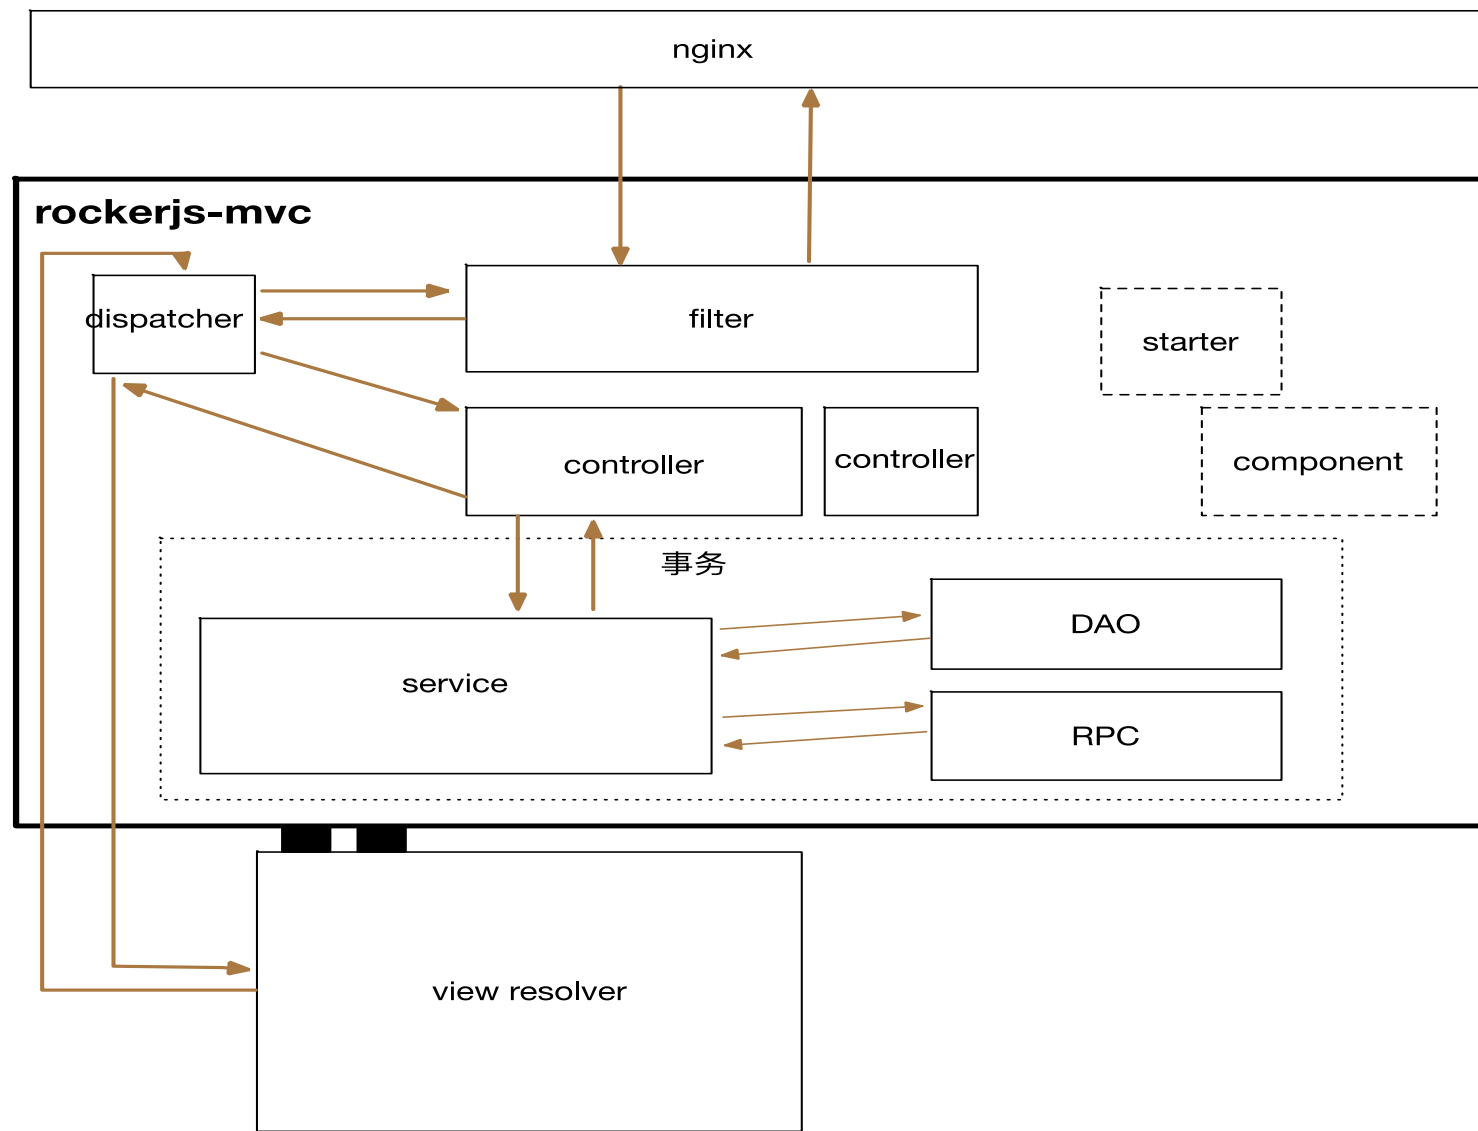 nginx
rockerjs-mvc
dispatcher
filter
starter
controller
controller
component
事务
service
DAO
RPC
view resolver